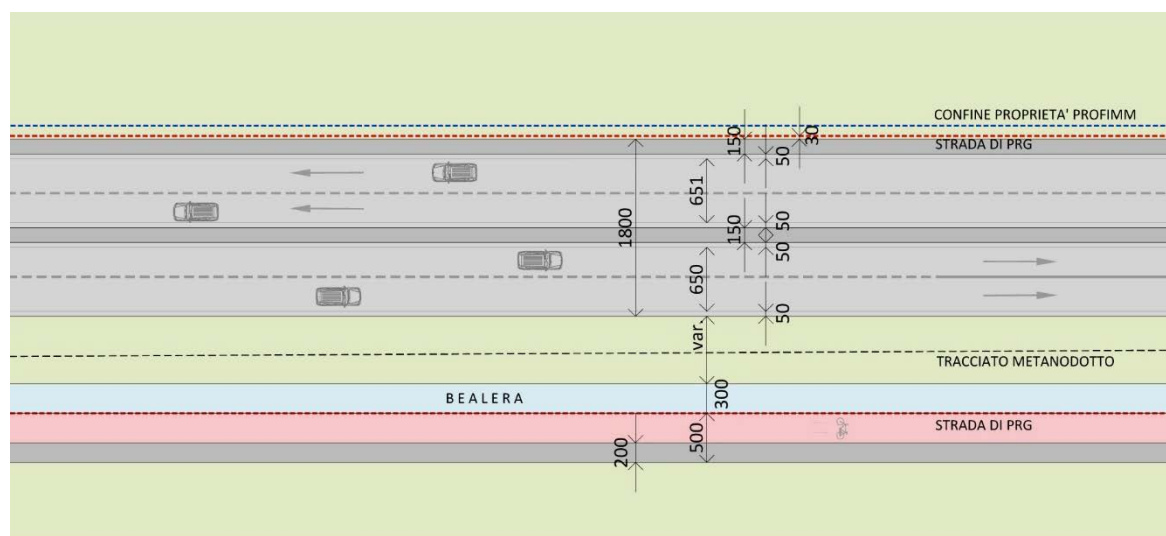 CONFINE PROPRIETA' PROFIMM
STRADA DI PRG
150
50
30
651
1800
150
50
50
650
50
var.
TRACCIATO METANODOTTO
BEALERA
300
STRADA DI PRG
200
500